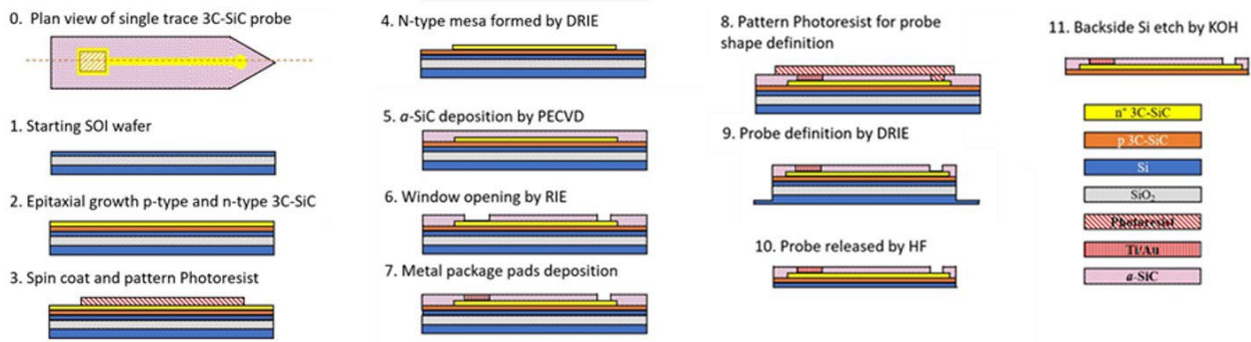 0. Plan view of single trace 3C-SiC probe
1. Starting SOI wafer
2. Epitaxial growth p-type and n-type 3C-SiC
3. Spin coat and pattern Photoresist
4. N-type mesa formed by DRIE
5. a-SiC deposition by PECVD
6. Window opening by RIE
7. Metal package pads deposition
8. Pattern Photoresist for probe
shape definition
9. Probe definition by DRIE
10. Probe released by HF
11. Backside Si etch by KOH
n⁺ 3C-SiC
p 3C-SiC
Si
SiO₂
Photoresist
Ti/Au
a-SiC